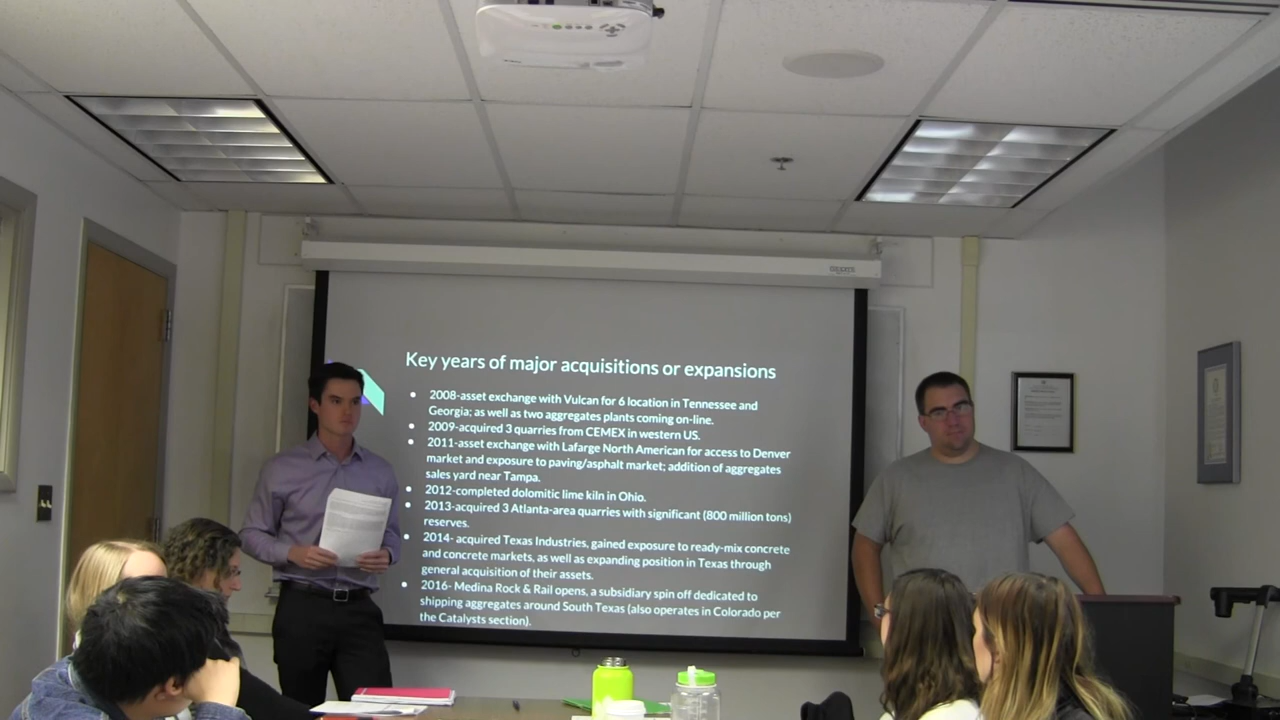 Key years of major acquisitions or expansions
2008-asset exchange with Vulcan for 6 location in Tennessee and
Georgia; as well as two aggregates plants coming on-line.
2009-acquired 3 quarries from CEMEX in western US.
2011-asset exchange with Lafarge North American for access to Denver
market and exposure to paving/asphalt market; addition of aggregates
sales yard near Tampa.
2012-completed dolomitic lime kiln in Ohio.
2013-acquired 3 Atlanta-area quarries with significant (800 million tons)
reserves.
2014- acquired Texas Industries, gained exposure to ready-mix concrete
and concrete markets, as well as expanding position in Texas through
general acquisition of their assets.
2016- Medina Rock & Rail opens, a subsidiary spin off dedicated to
shipping aggregates around South Texas (also operates in Colorado per
the Catalysts section).